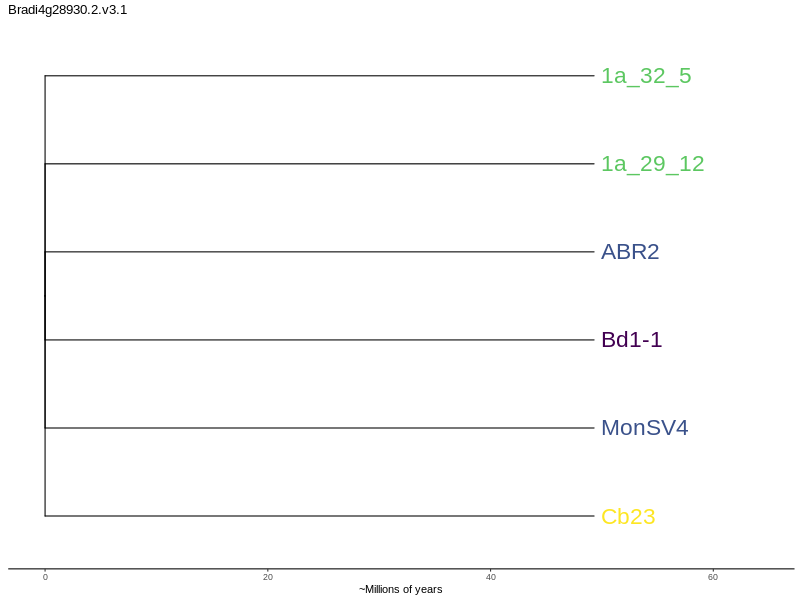 Bradi4g28930.2.v3.1
1a_32_5
1a_29_12
ABR2
Bd1-1
MonSV4
Cb23
0 20 40 60
~Millions of years